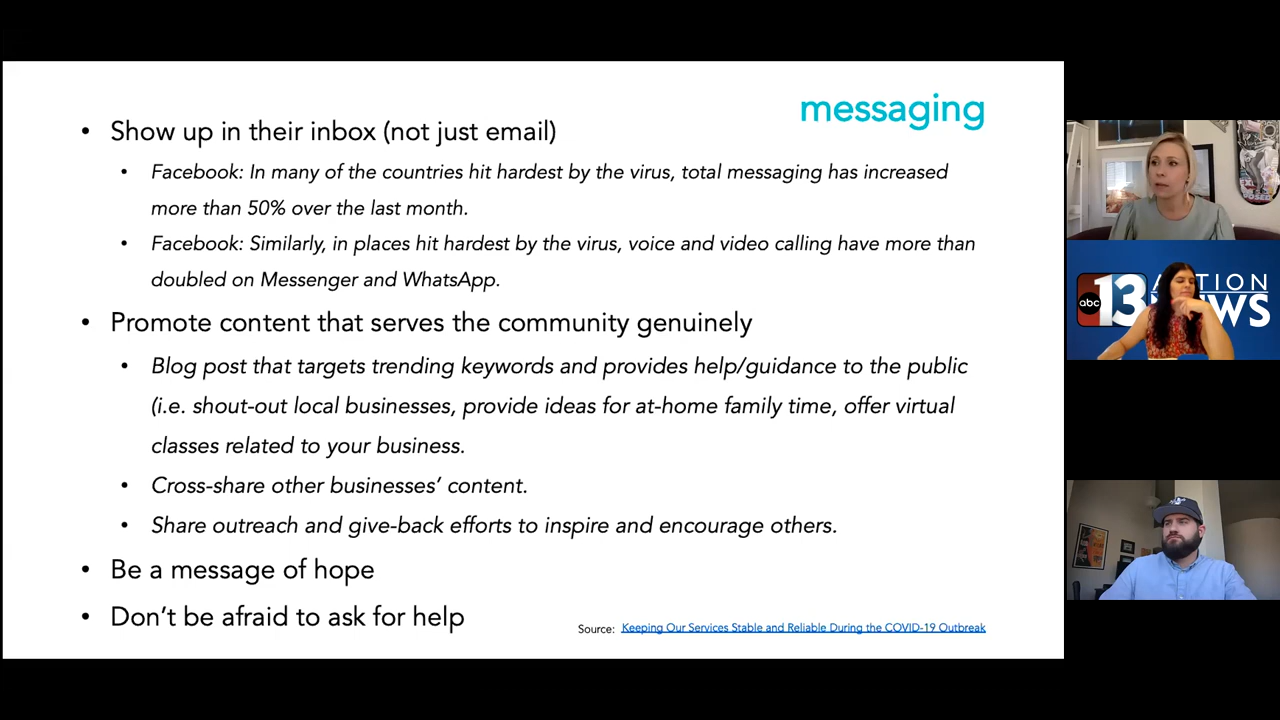 messaging
• Show up in their inbox (not just email)
• Facebook: In many of the countries hit hardest by the virus, total messaging has increased
more than 50% over the last month.
• Facebook: Similarly, in places hit hardest by the virus, voice and video calling have more than
doubled on Messenger and WhatsApp.
• Promote content that serves the community genuinely
• Blog post that targets trending keywords and provides help/guidance to the public
(i.e. shout-out local businesses, provide ideas for at-home family time, offer virtual
classes related to your business.
• Cross-share other businesses’ content.
• Share outreach and give-back efforts to inspire and encourage others.
• Be a message of hope
• Don’t be afraid to ask for help
Source: Keeping Our Services Stable and Reliable During the COVID-19 Outbreak
abc
13